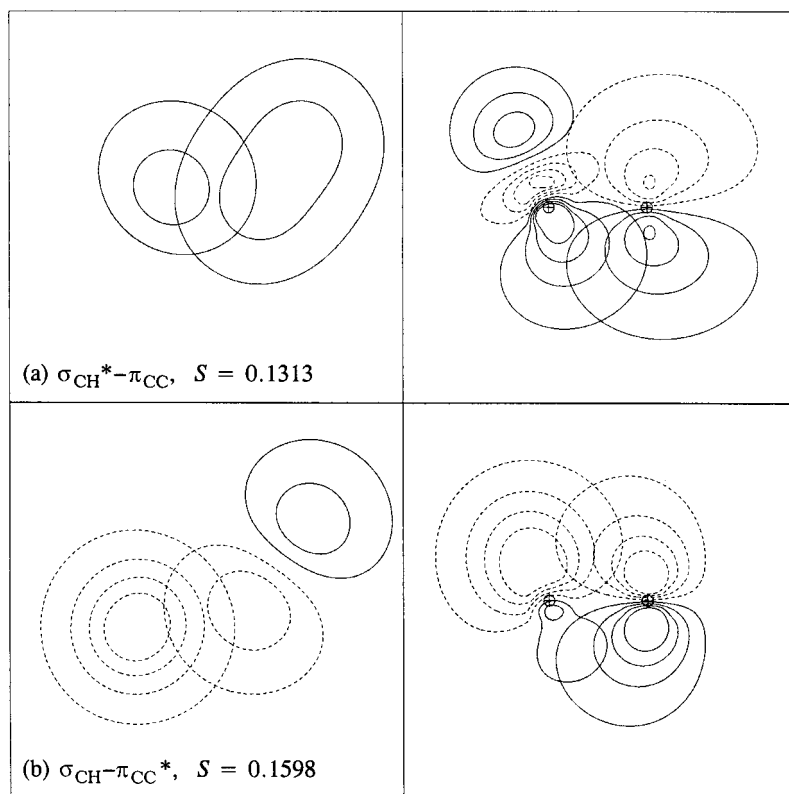 (a) σCH*–πCC, S = 0.1313
(b) σCH–πCC*, S = 0.1598